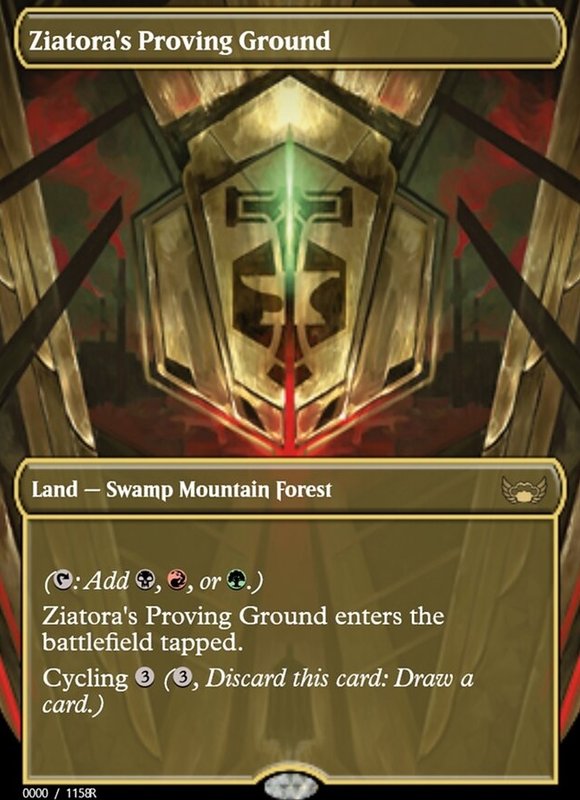 Ziatora's Proving Ground
Land — Swamp Mountain Forest
(: Add , , or .)
Ziatora's Proving Ground enters the
battlefield tapped.
Cycling 3 (3, Discard this card: Draw a
card.)
0000 / 1158R